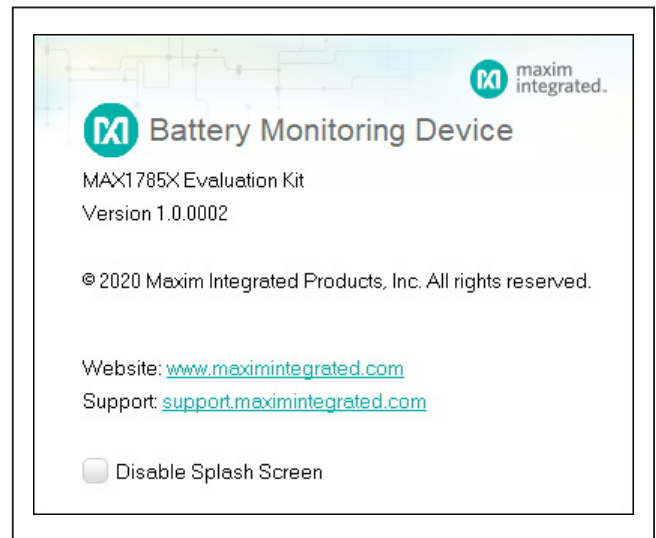 maxim
integrated™
Battery Monitoring Device
MAX1785X Evaluation Kit
Version 1.0.0002
© 2020 Maxim Integrated Products, Inc. All rights reserved.
Website: www.maximintegrated.com
Support: support.maximintegrated.com
Disable Splash Screen